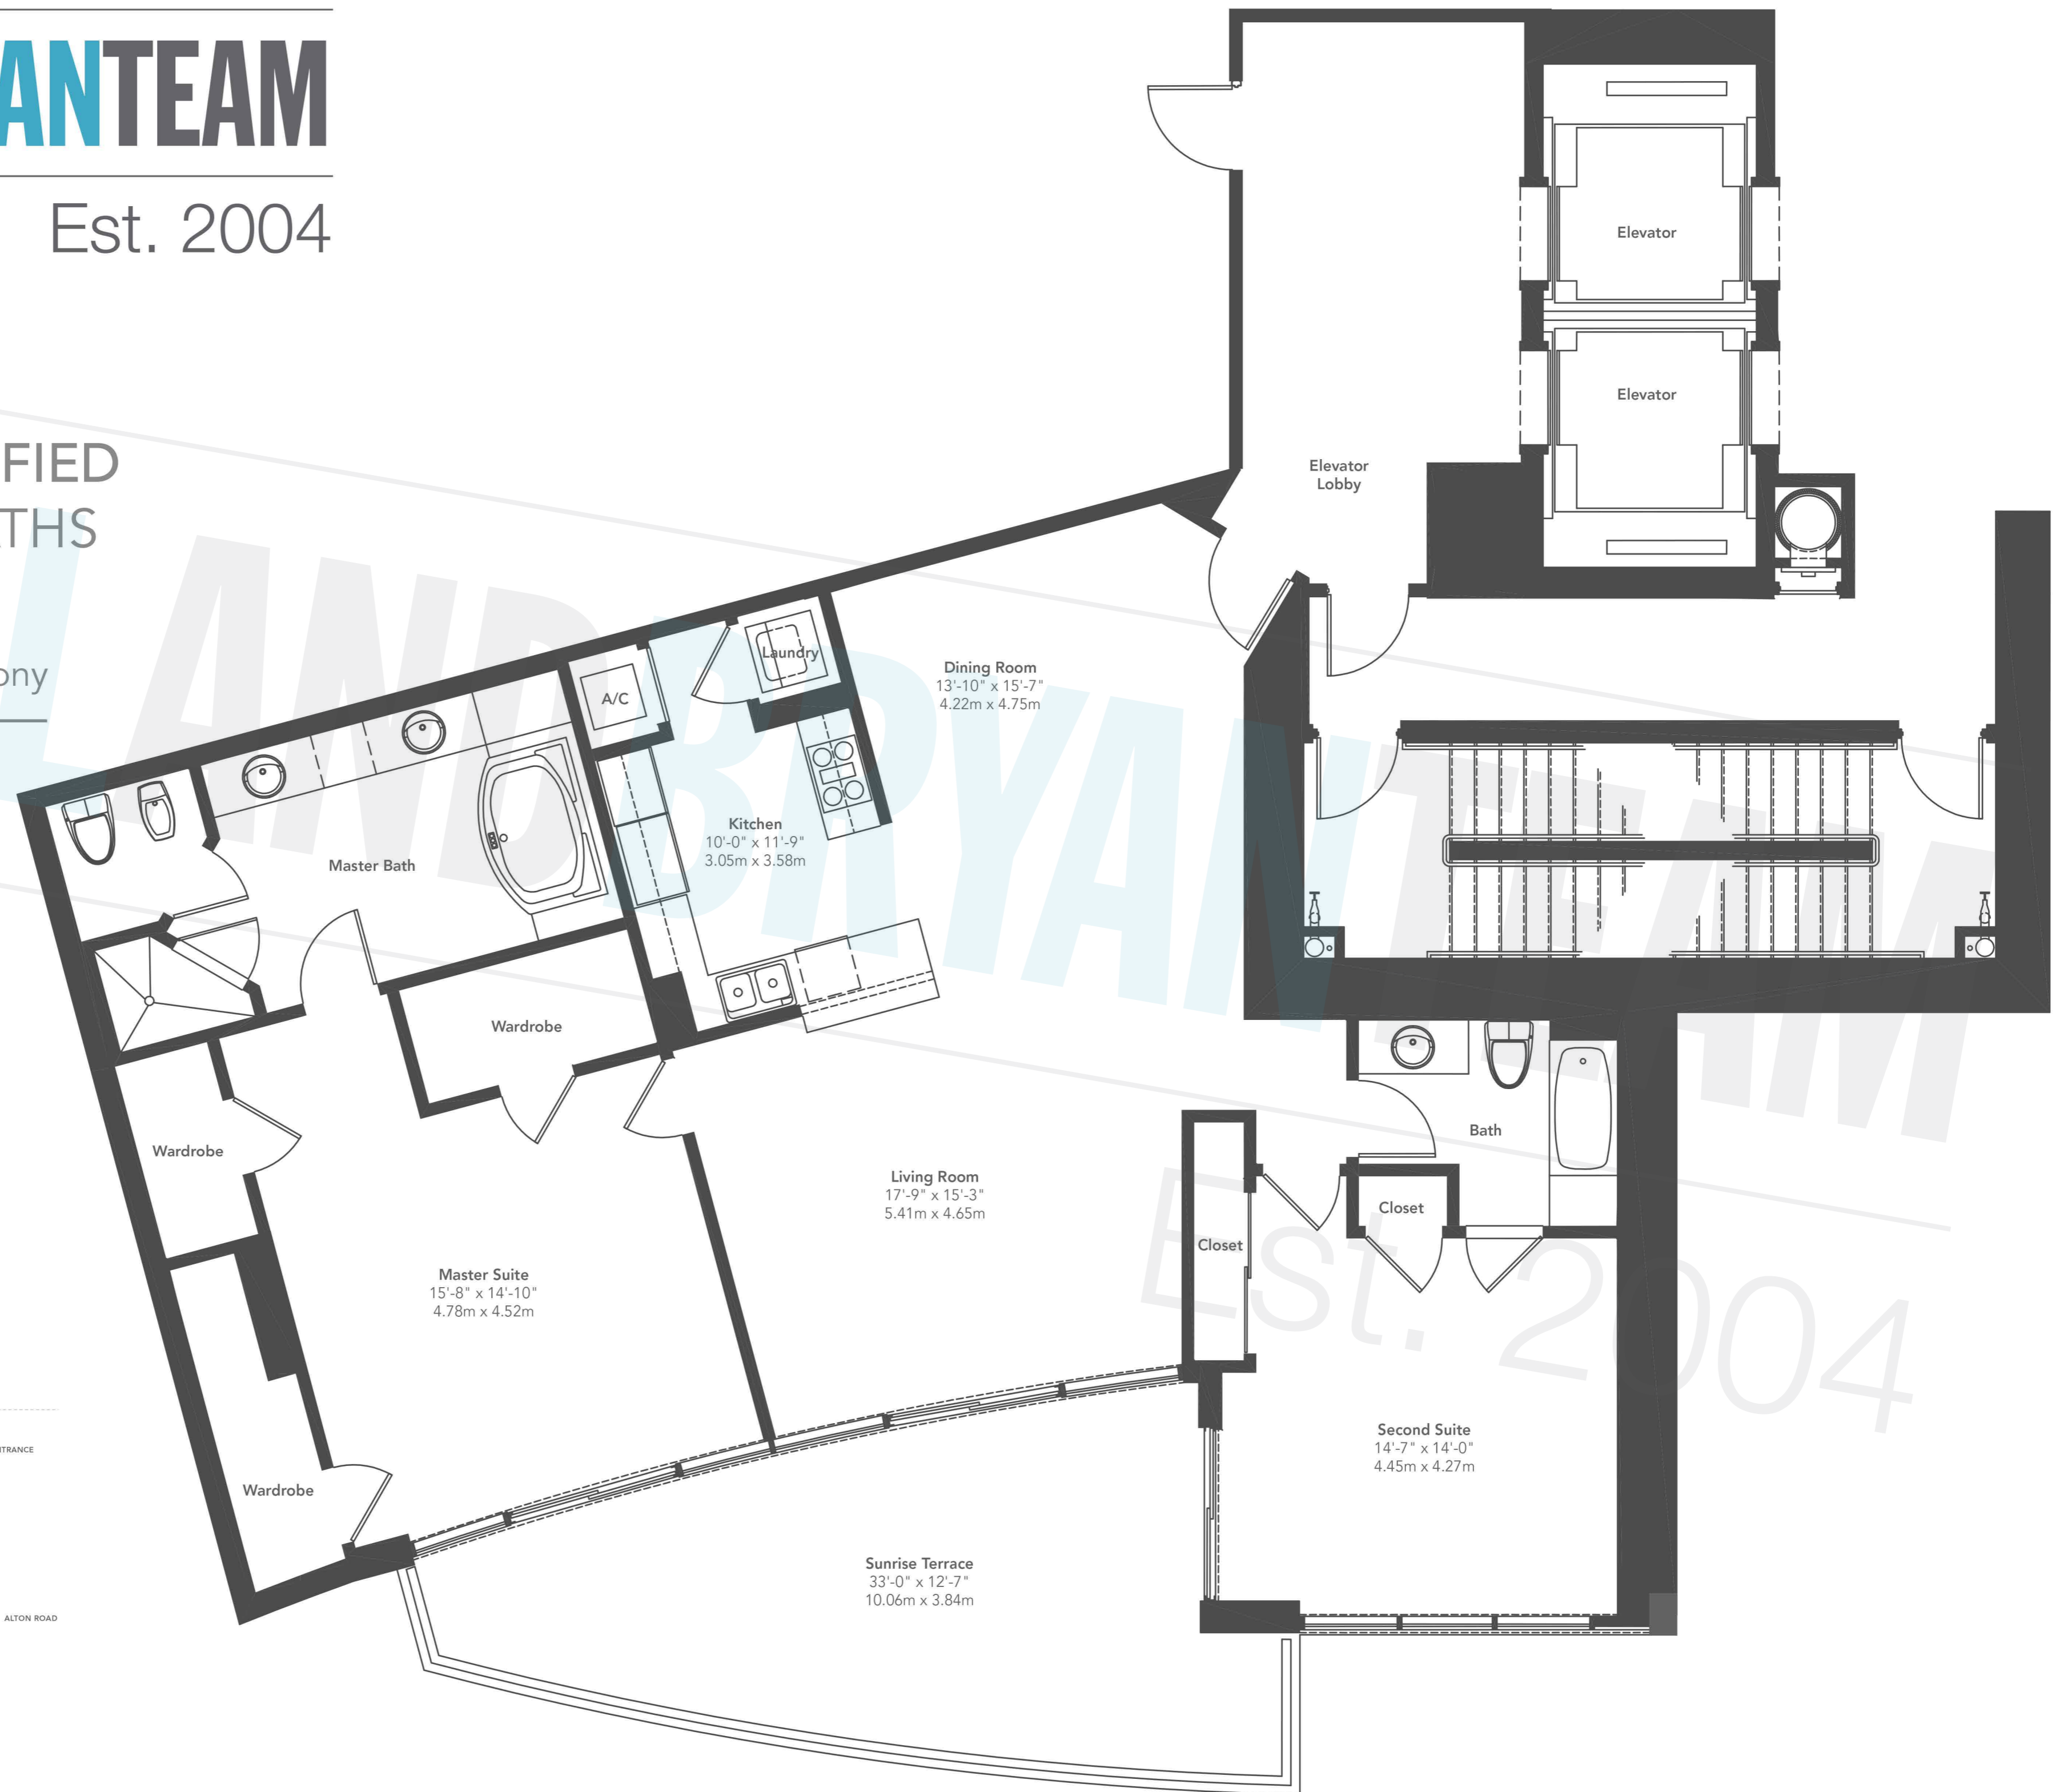 ANTEAM
Est. 2004
FIED
THS
ony
Elevator
Elevator
Elevator
Lobby
Laundry
A/C
Dining Room
13'-10" x 15'-7"
4.22m x 4.75m
Kitchen
10'-0" x 11'-9"
3.05m x 3.58m
Master Bath
Wardrobe
Wardrobe
Bath
Living Room
17'-9" x 15'-3"
5.41m x 4.65m
Closet
Closet
Master Suite
15'-8" x 14'-10"
4.78m x 4.52m
Second Suite
14'-7" x 14'-0"
4.45m x 4.27m
Wardrobe
Sunrise Terrace
33'-0" x 12'-7"
10.06m x 3.84m
TRANCE
ALTON ROAD
LANDBRYANTEAM
Est. 2004